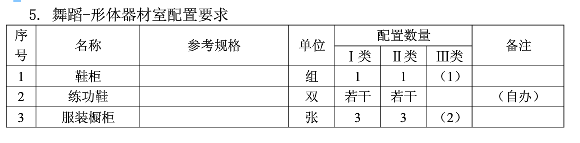 5. 舞蹈-形体器材室配置要求
序号 名称 参考规格 单位 配置数量 备注
Ⅰ类 Ⅱ类 Ⅲ类
1 鞋柜 组 1 1 （1）
2 练功鞋 双 若干 若干 （自办）
3 服装橱柜 张 3 3 （2）